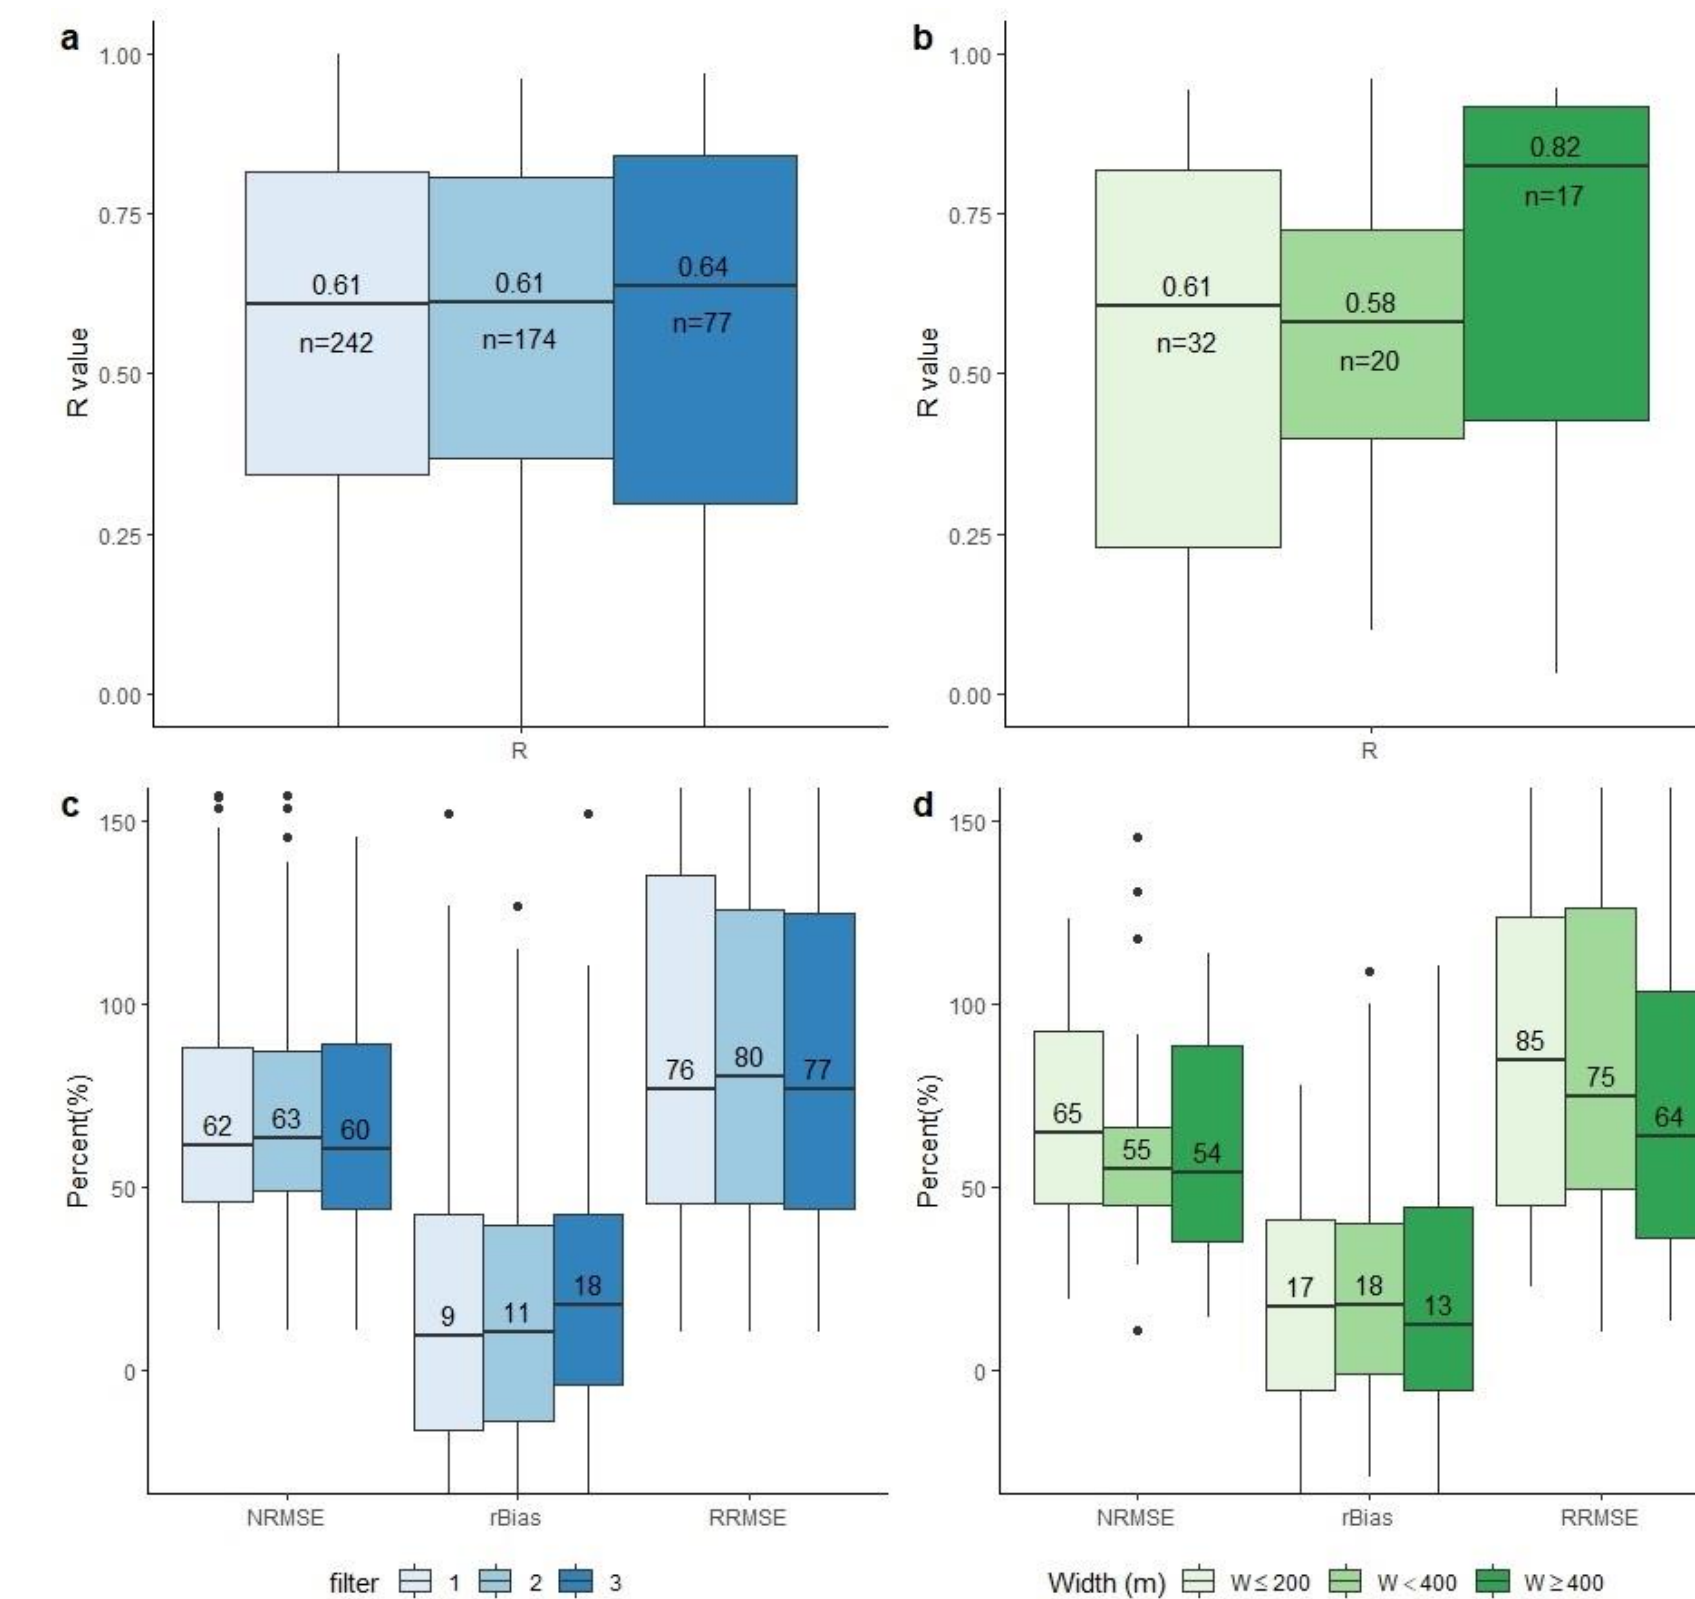 a
1.00
0.75
0.50
0.25
0.00
R value
0.61
n=242
0.61
n=174
0.64
n=77
R
b
1.00
0.75
0.50
0.25
0.00
R value
0.61
n=32
0.58
n=20
0.82
n=17
R
c
150
100
50
0
Percent(%)
62
63
60
9
11
18
76
80
77
NRMSE
rBias
RRMSE
filter 1 2 3
d
150
100
50
0
Percent(%)
65
55
54
17
18
13
85
75
64
NRMSE
rBias
RRMSE
Width (m) W ≤ 200 W < 400 W ≥ 400